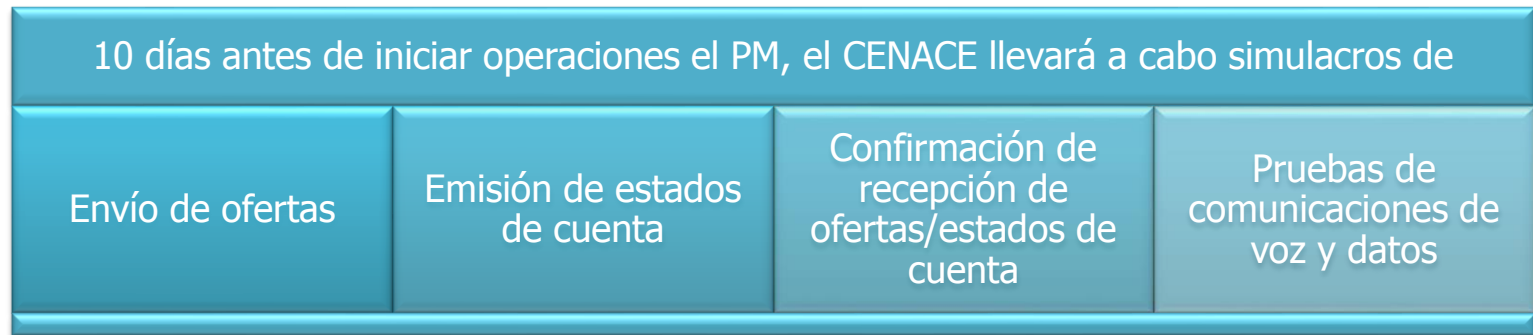 10 días antes de iniciar operaciones el PM, el CENACE llevará a cabo simulacros de
Envío de ofertas
Emisión de estados
de cuenta
Confirmación de
recepción de
ofertas/estados de
cuenta
Pruebas de
comunicaciones de
voz y datos